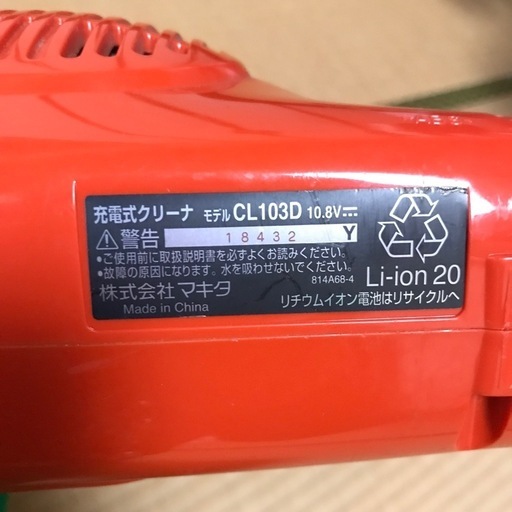 充電式クリーナ モデル CL103D 10.8V⎓
⚠警告 18432 Y
•ご使用前に取扱説明書を必ずよくお読みください。
•故障の原因になります。水を吸わせないでください。
814A68-4
株式会社 マキタ
Made in China
Li-ion 20
リチウムイオン電池はリサイクルへ